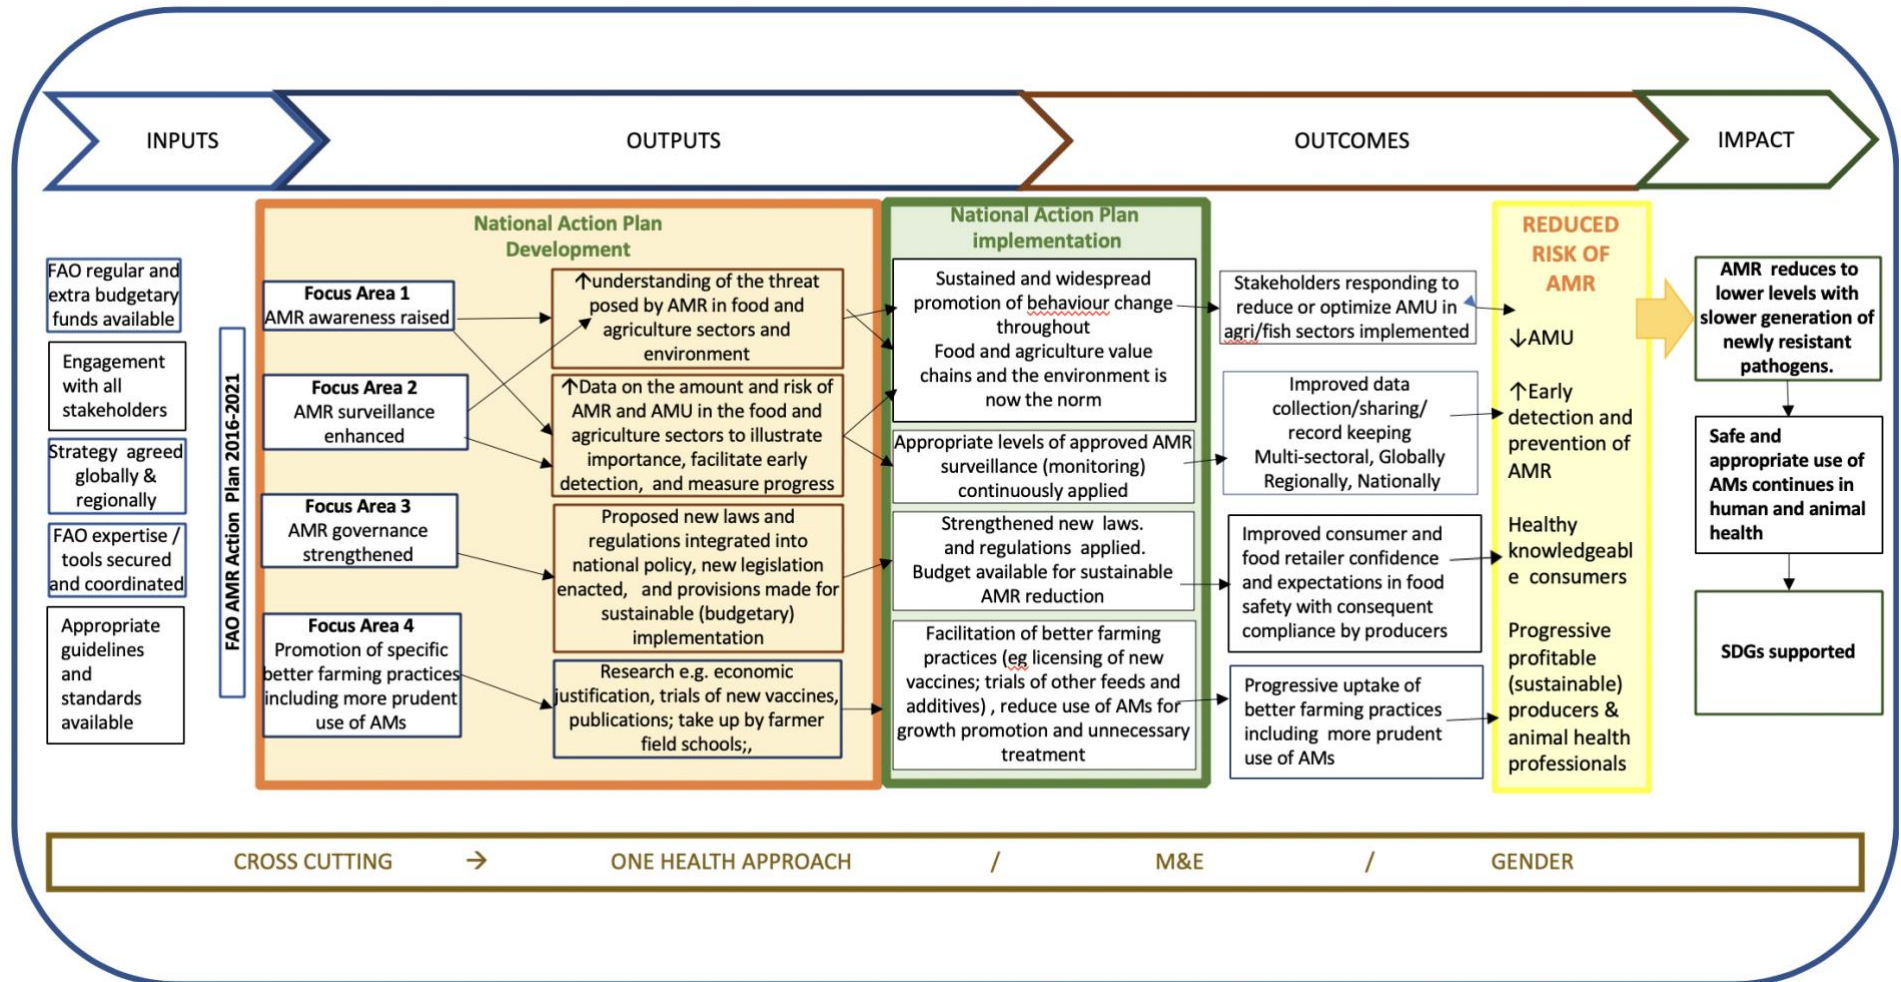 INPUTS
OUTPUTS
OUTCOMES
IMPACT
FAO regular and
extra budgetary
funds available
Engagement
with all
stakeholders
Strategy agreed
globally &
regionally
FAO expertise /
tools secured
and coordinated
Appropriate
guidelines
and
standards
available
FAO AMR Action Plan 2016-2021
National Action Plan
Development
Focus Area 1
AMR awareness raised
Focus Area 2
AMR surveillance
enhanced
Focus Area 3
AMR governance
strengthened
Focus Area 4
Promotion of specific
better farming practices
including more prudent
use of AMs
↑understanding of the threat
posed by AMR in food and
agriculture sectors and
environment
↑Data on the amount and risk of
AMR and AMU in the food and
agriculture sectors to illustrate
importance, facilitate early
detection, and measure progress
Proposed new laws and
regulations integrated into
national policy, new legislation
enacted, and provisions made for
sustainable (budgetary)
implementation
Research e.g. economic
justification, trials of new vaccines,
publications; take up by farmer
field schools;,
National Action Plan
implementation
Sustained and widespread
promotion of behaviour change
throughout
Food and agriculture value
chains and the environment is
now the norm
Appropriate levels of approved AMR
surveillance (monitoring)
continuously applied
Strengthened new laws.
and regulations applied.
Budget available for sustainable
AMR reduction
Facilitation of better farming
practices (eg licensing of new
vaccines; trials of other feeds and
additives) , reduce use of AMs for
growth promotion and unnecessary
treatment
Stakeholders responding to
reduce or optimize AMU in
agri/fish sectors implemented
Improved data
collection/sharing/
record keeping
Multi-sectoral, Globally
Regionally, Nationally
Improved consumer and
food retailer confidence
and expectations in food
safety with consequent
compliance by producers
Progressive uptake of
better farming practices
including more prudent
use of AMs
REDUCED
RISK OF
AMR
↓AMU
↑Early
detection and
prevention of
AMR
Healthy
knowledgeabl
e consumers
Progressive
profitable
(sustainable)
producers &
animal health
professionals
AMR reduces to
lower levels with
slower generation of
newly resistant
pathogens.
Safe and
appropriate use of
AMs continues in
human and animal
health
SDGs supported
CROSS CUTTING → ONE HEALTH APPROACH / M&E / GENDER